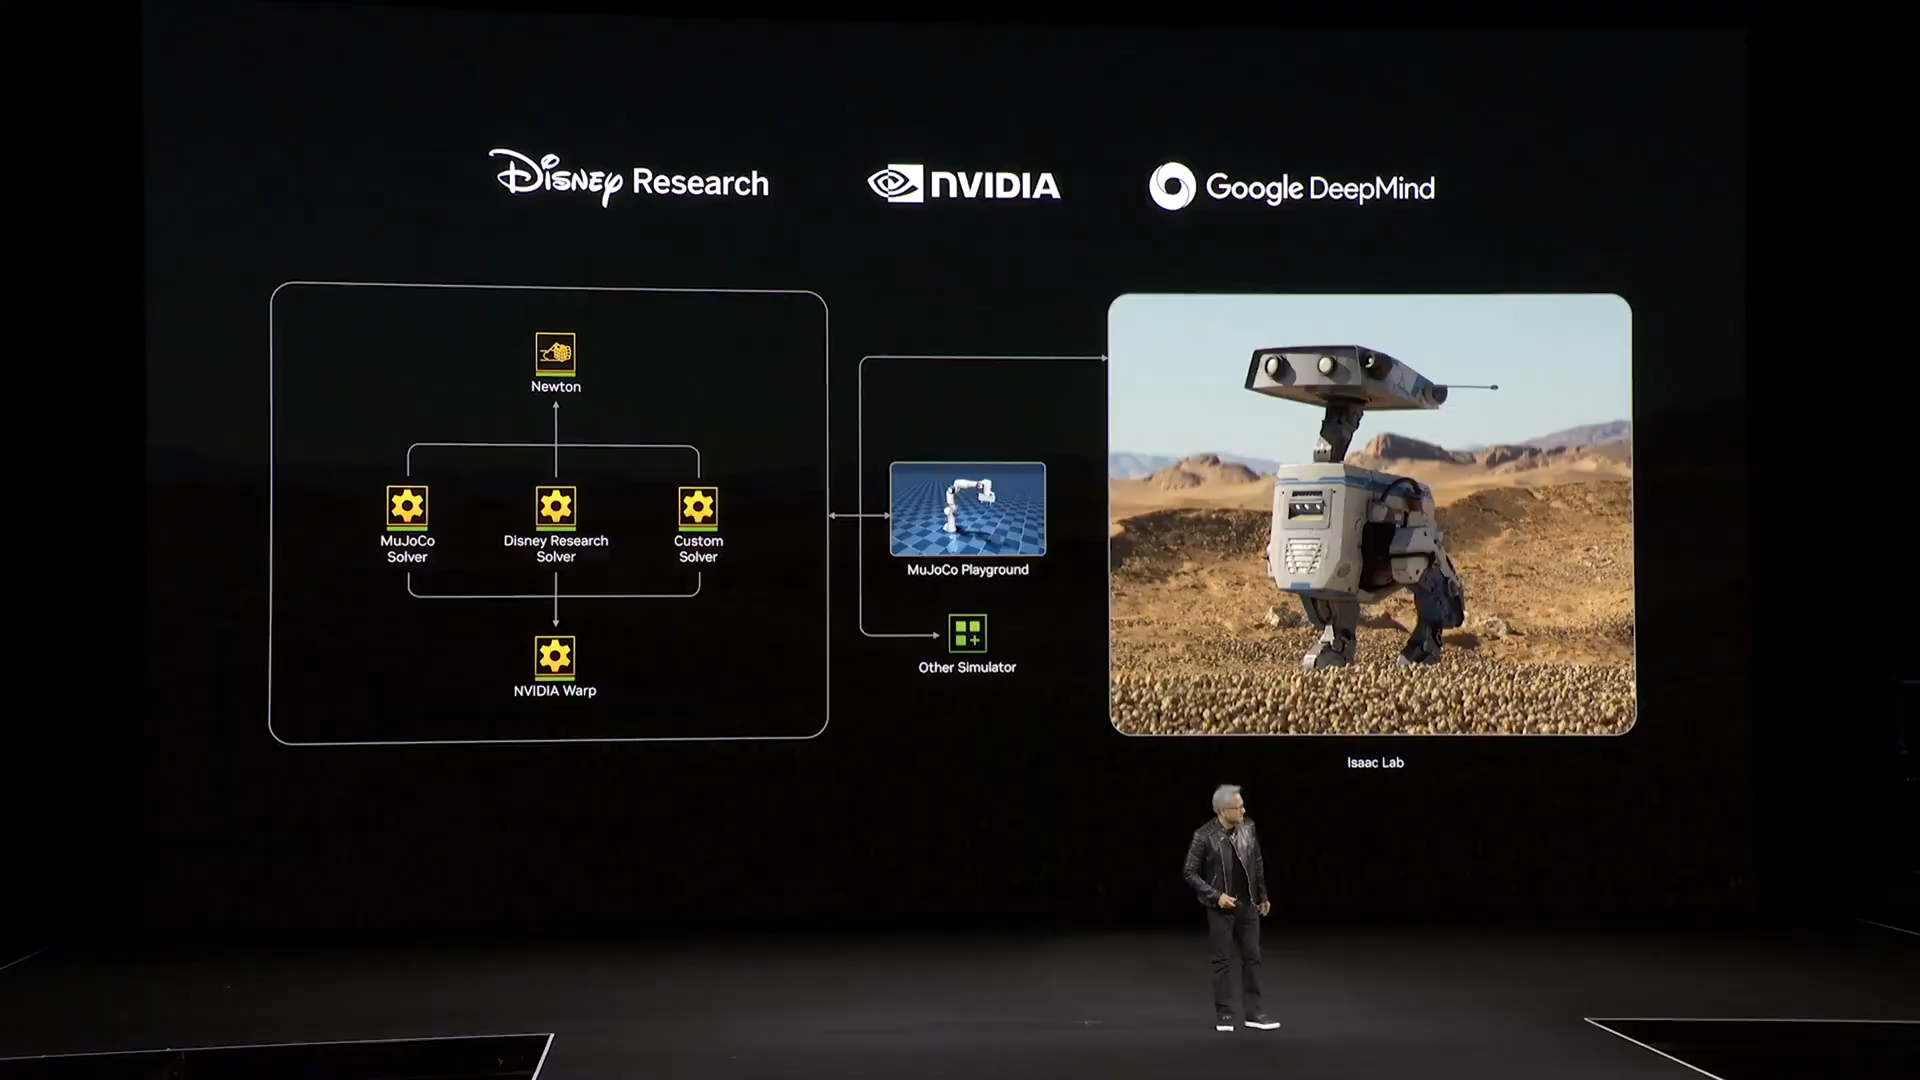 Disney Research
NVIDIA
Google DeepMind
Newton
MuJoCo
Solver
Disney Research
Solver
Custom
Solver
NVIDIA Warp
MuJoCo Playground
Other Simulator
Isaac Lab